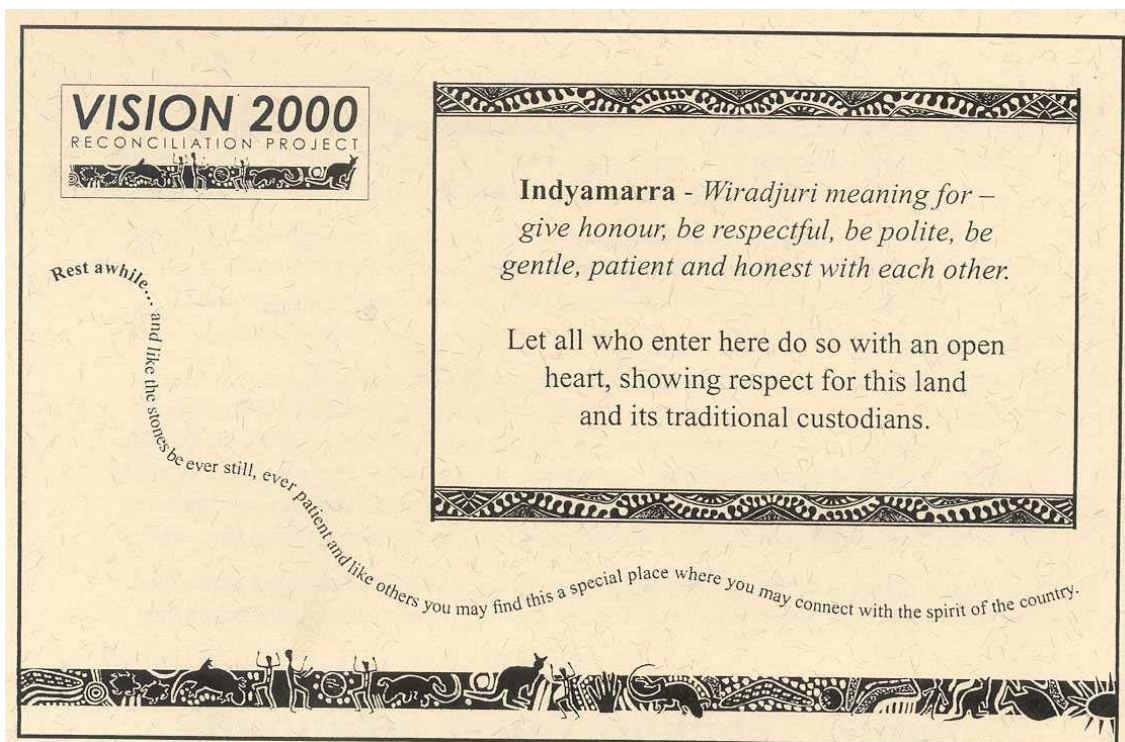 VISION 2000
RECONCILIATION PROJECT
Indyamarra - Wiradjuri meaning for –
give honour, be respectful, be polite, be
gentle, patient and honest with each other.
Let all who enter here do so with an open
heart, showing respect for this land
and its traditional custodians.
Rest awhile... and like the stones be ever still, ever patient and like others you may find this a special place where you may connect with the spirit of the country.